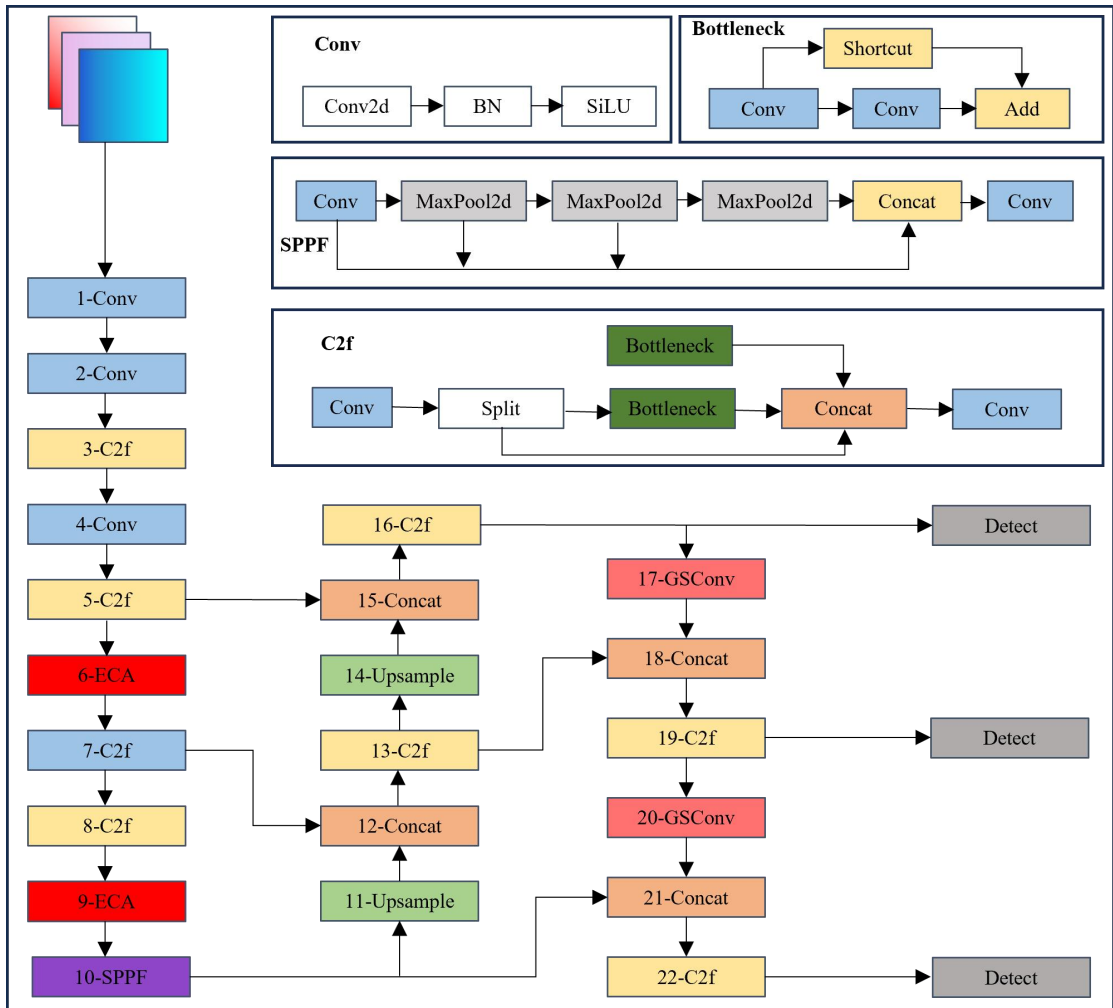 Conv
Conv2d
BN
SiLU
Bottleneck
Shortcut
Conv
Conv
Add
Conv
MaxPool2d
MaxPool2d
MaxPool2d
Concat
Conv
SPPF
C2f
Bottleneck
Conv
Split
Bottleneck
Concat
Conv
1-Conv
2-Conv
3-C2f
4-Conv
5-C2f
6-ECA
7-C2f
8-C2f
9-ECA
10-SPPF
16-C2f
15-Concat
14-Upsample
13-C2f
12-Concat
11-Upsample
17-GSConv
18-Concat
19-C2f
20-GSConv
21-Concat
22-C2f
Detect
Detect
Detect